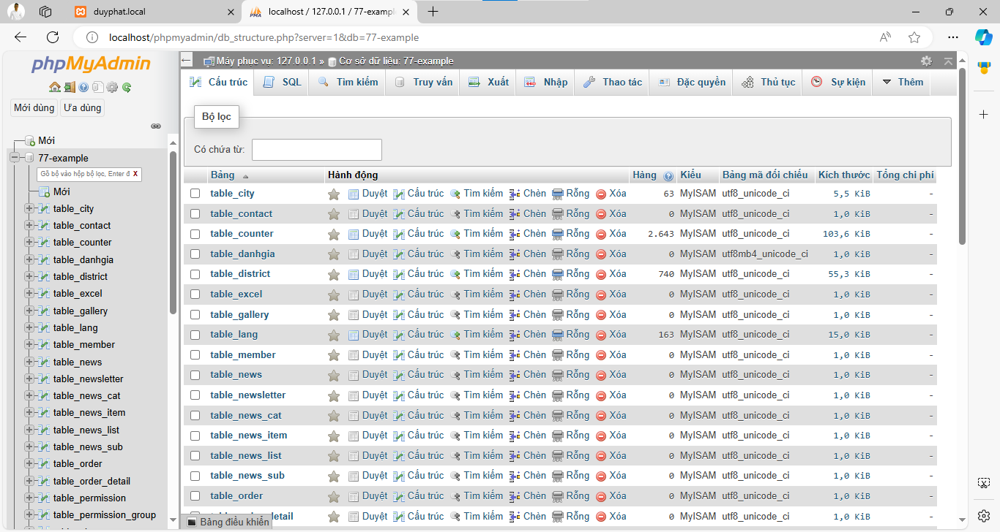 duyphat.local
localhost / 127.0.0.1 / 77-example
localhost/phpmyadmin/db_structure.php?server=1&db=77-example
phpMyAdmin
Mới dùng
Ưa dùng
Mới
77-example
Gõ bộ vào hộp bộ lọc, Enter đ X
Mới
table_city
table_contact
table_counter
table_danhgia
table_district
table_excel
table_gallery
table_lang
table_member
table_news
table_newsletter
table_news_cat
table_news_item
table_news_list
table_news_sub
table_order
table_order_detail
table_permission
table_permission_group
Máy phục vụ: 127.0.0.1 » Cơ sở dữ liệu: 77-example
Cấu trúc SQL Tìm kiếm Truy vấn Xuất Nhập Thao tác Đặc quyền Thủ tục Sự kiện Thêm
Bộ lọc
Có chứa từ:
Bảng Hành động Hàng Kiểu Bảng mã đối chiếu Kích thước Tổng chi phí
table_city Duyệt Cấu trúc Tìm kiếm Chèn Rỗng Xóa 63 MyISAM utf8_unicode_ci 5,5 KiB -
table_contact Duyệt Cấu trúc Tìm kiếm Chèn Rỗng Xóa 0 MyISAM utf8_unicode_ci 1,0 KiB -
table_counter Duyệt Cấu trúc Tìm kiếm Chèn Rỗng Xóa 2.643 MyISAM utf8_unicode_ci 103,6 KiB -
table_danhgia Duyệt Cấu trúc Tìm kiếm Chèn Rỗng Xóa 0 MyISAM utf8mb4_unicode_ci 1,0 KiB -
table_district Duyệt Cấu trúc Tìm kiếm Chèn Rỗng Xóa 740 MyISAM utf8_unicode_ci 55,3 KiB -
table_excel Duyệt Cấu trúc Tìm kiếm Chèn Rỗng Xóa 0 MyISAM utf8_unicode_ci 1,0 KiB -
table_gallery Duyệt Cấu trúc Tìm kiếm Chèn Rỗng Xóa 0 MyISAM utf8_unicode_ci 1,0 KiB -
table_lang Duyệt Cấu trúc Tìm kiếm Chèn Rỗng Xóa 163 MyISAM utf8_unicode_ci 15,0 KiB -
table_member Duyệt Cấu trúc Tìm kiếm Chèn Rỗng Xóa 0 MyISAM utf8_unicode_ci 1,0 KiB -
table_news Duyệt Cấu trúc Tìm kiếm Chèn Rỗng Xóa 0 MyISAM utf8_unicode_ci 1,0 KiB -
table_newsletter Duyệt Cấu trúc Tìm kiếm Chèn Rỗng Xóa 0 MyISAM utf8_unicode_ci 1,0 KiB -
table_news_cat Duyệt Cấu trúc Tìm kiếm Chèn Rỗng Xóa 0 MyISAM utf8_unicode_ci 1,0 KiB -
table_news_item Duyệt Cấu trúc Tìm kiếm Chèn Rỗng Xóa 0 MyISAM utf8_unicode_ci 1,0 KiB -
table_news_list Duyệt Cấu trúc Tìm kiếm Chèn Rỗng Xóa 0 MyISAM utf8_unicode_ci 1,0 KiB -
table_news_sub Duyệt Cấu trúc Tìm kiếm Chèn Rỗng Xóa 0 MyISAM utf8_unicode_ci 1,0 KiB -
table_order Duyệt Cấu trúc Tìm kiếm Chèn Rỗng Xóa 0 MyISAM utf8_unicode_ci 1,0 KiB -
detail Duyệt Cấu trúc Tìm kiếm Chèn Rỗng Xóa 0 MyISAM utf8_unicode_ci 1,0 KiB -
Bảng điều khiển